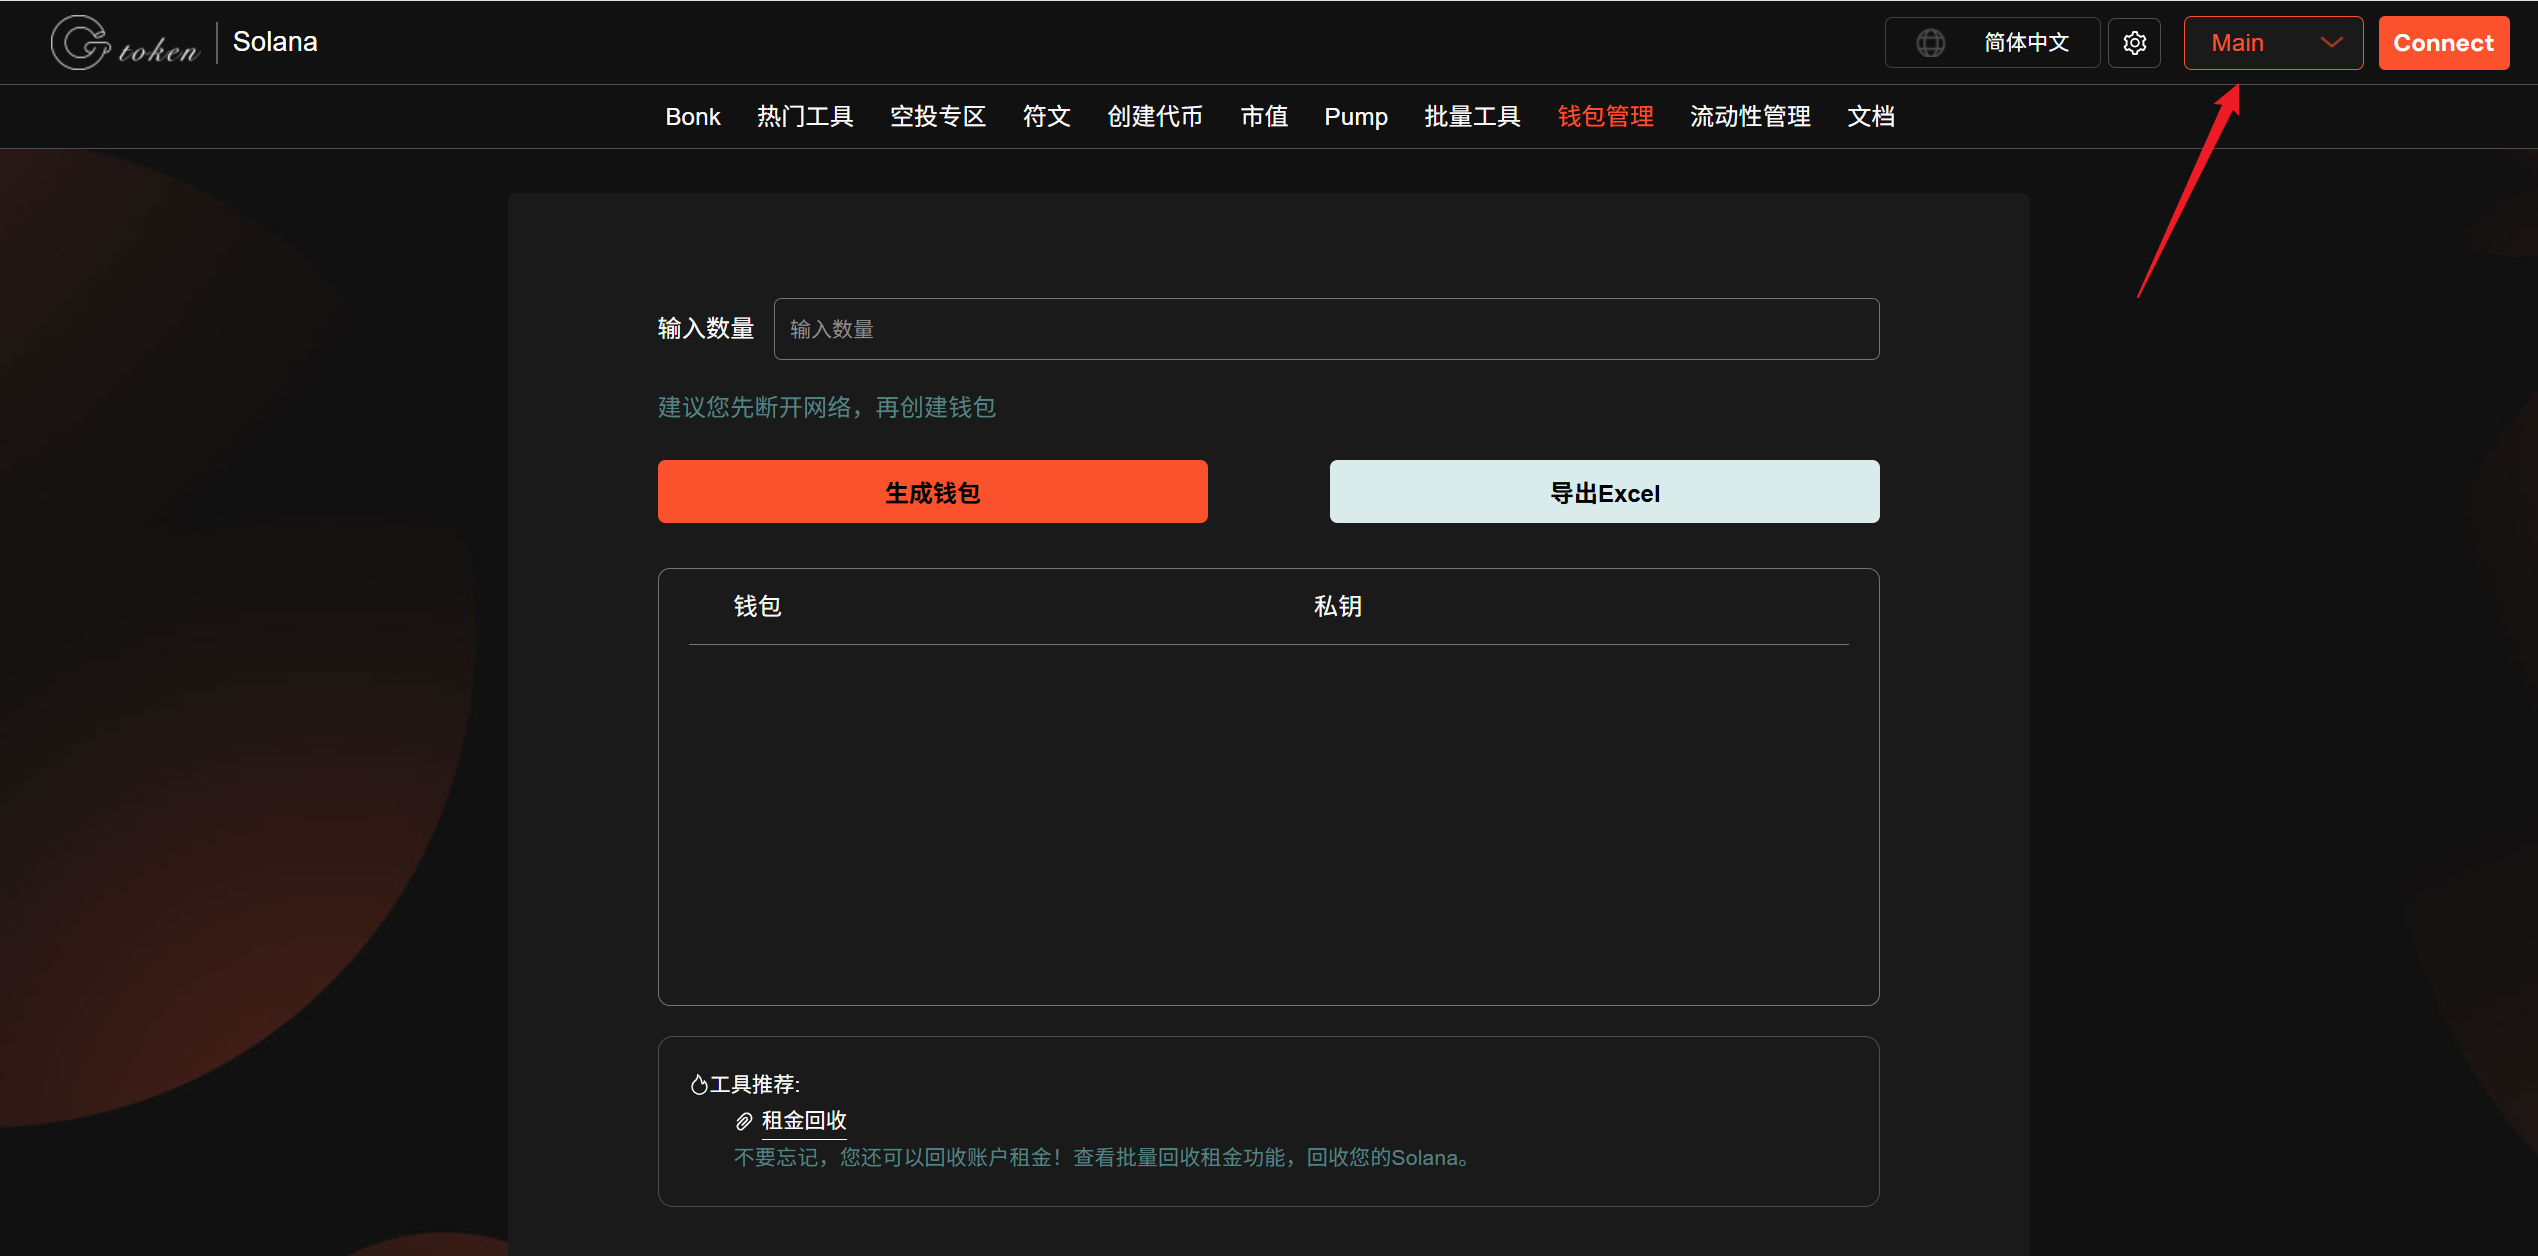 GP token Solana 简体中文 Main Connect
Bonk 热门工具 空投专区 符文 创建代币 市值 Pump 批量工具 钱包管理 流动性管理 文档
输入数量 输入数量
建议您先断开网络，再创建钱包
生成钱包 导出Excel
钱包 私钥
工具推荐:
租金回收
不要忘记，您还可以回收账户租金！查看批量回收租金功能，回收您的Solana。